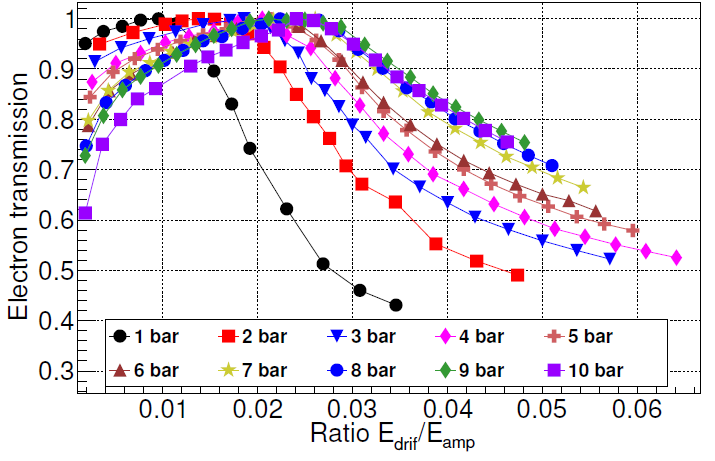 Electron transmission
1
0.9
0.8
0.7
0.6
0.5
0.4
0.3
1 bar 2 bar 3 bar 4 bar 5 bar
6 bar 7 bar 8 bar 9 bar 10 bar
0.01 0.02 0.03 0.04 0.05 0.06
Ratio E_drif/E_amp